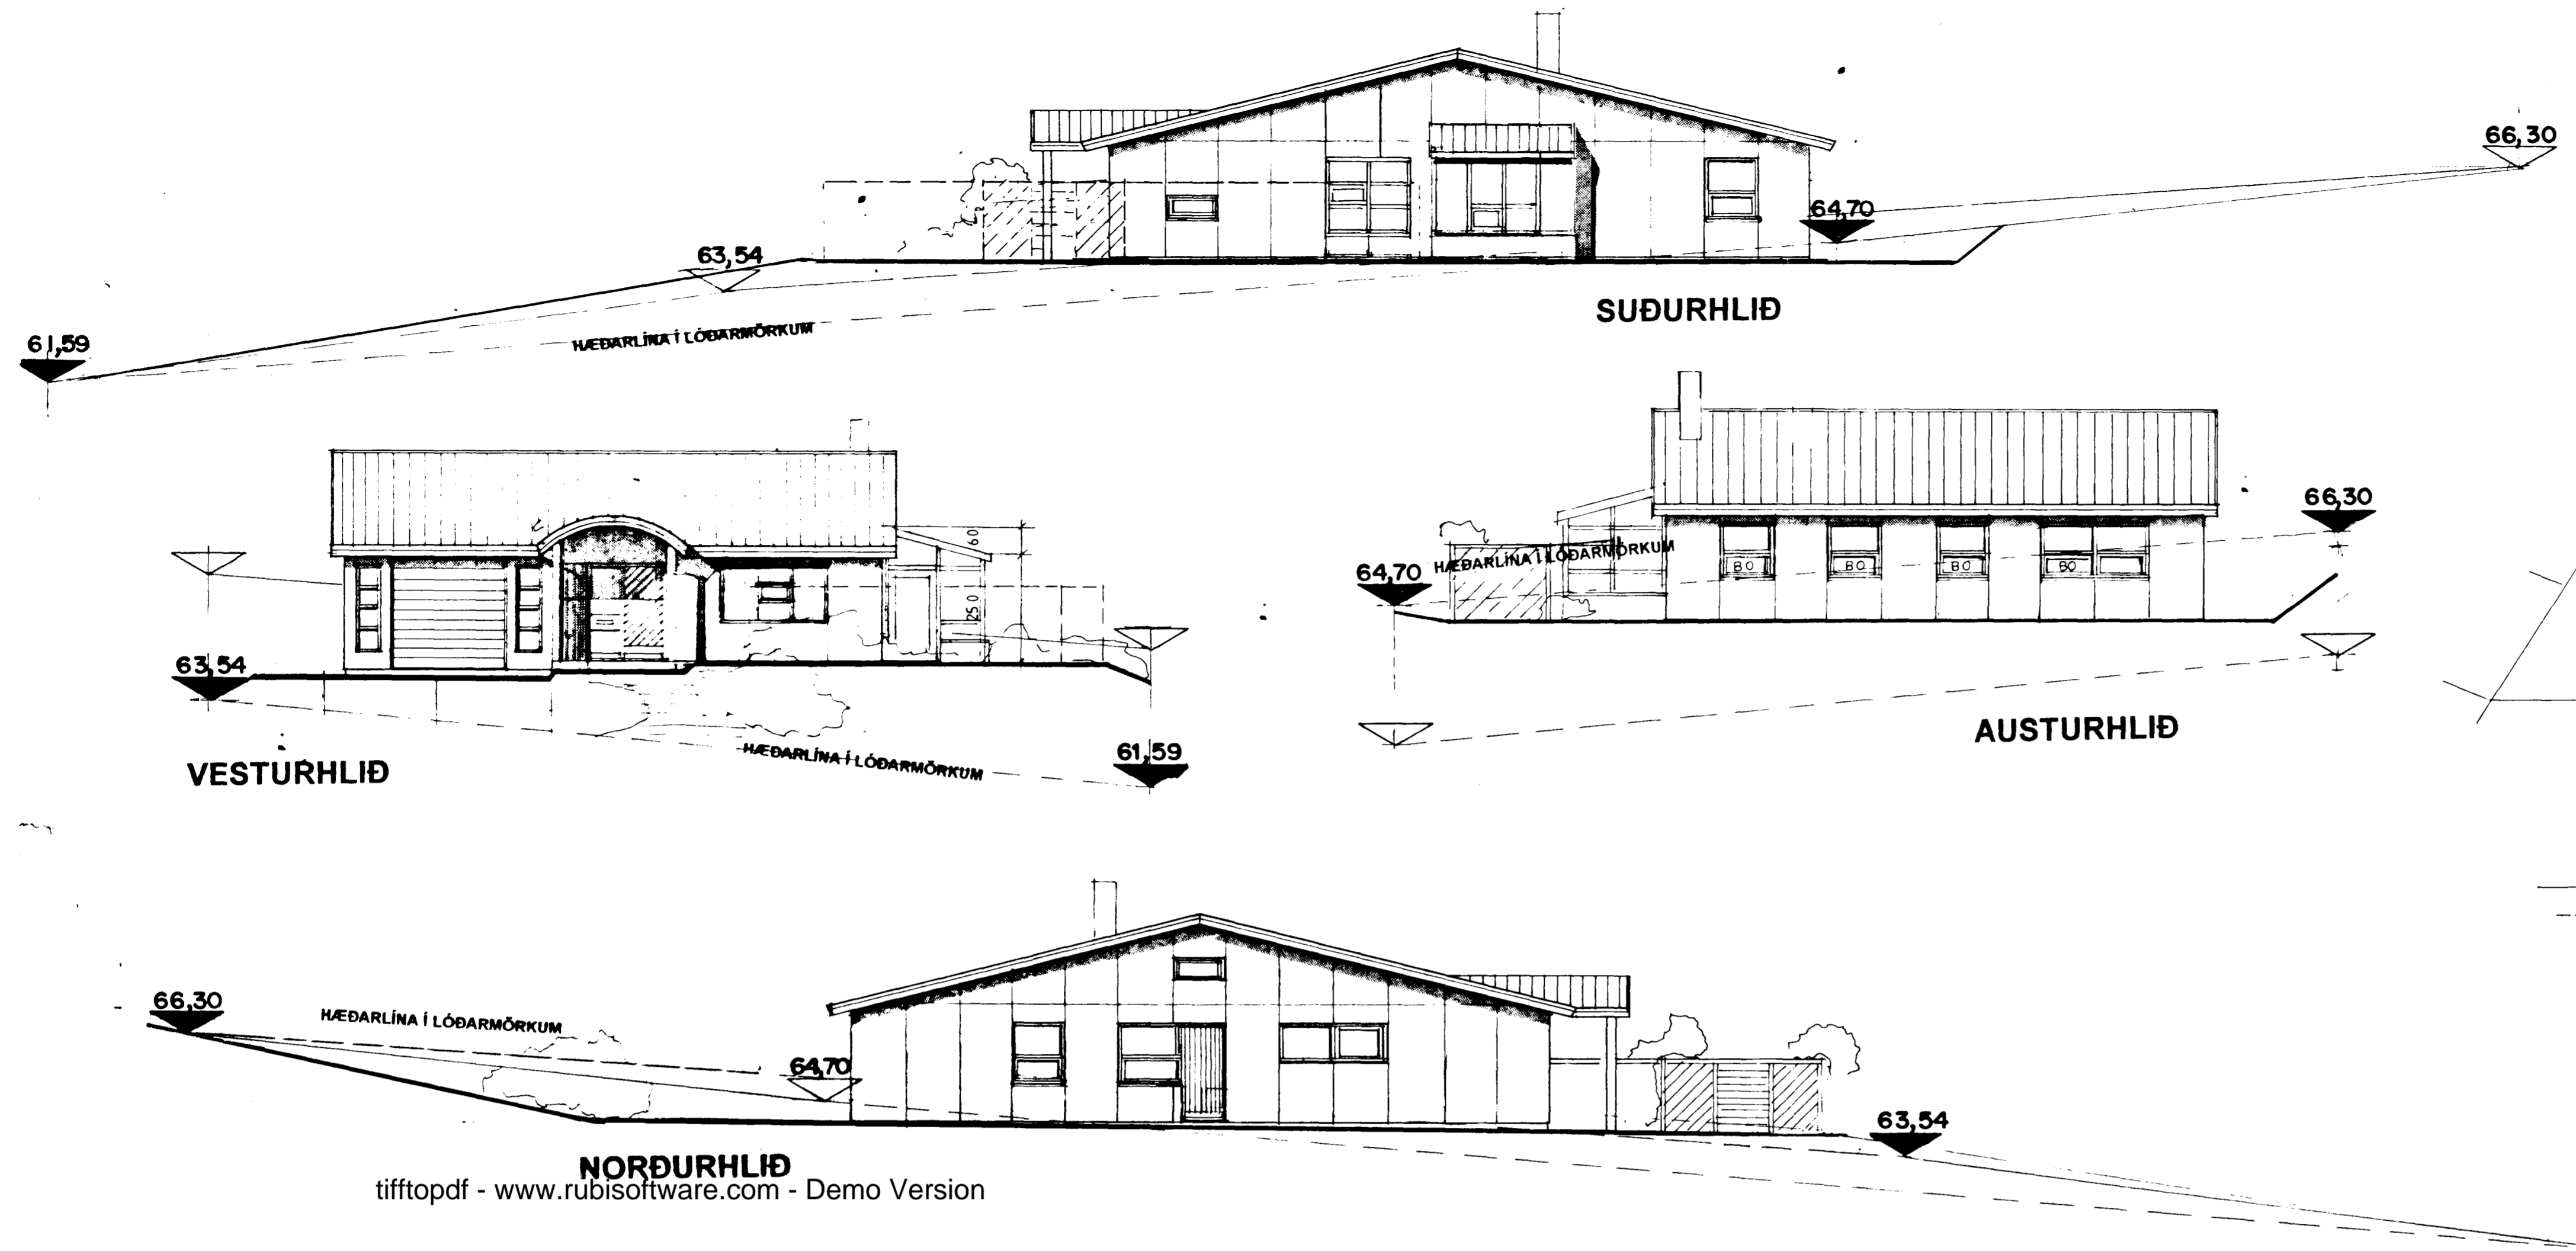 66,30
64,70
63,54
SUÐURHLIÐ
HÆÐARLÍNA Í LÓÐARMÖRKUM
61,59
60
250
63,54
HÆÐARLÍNA Í LÓÐARMÖRKUM
61,59
VESTURHLIÐ
66,30
HÆÐARLÍNA Í LÓÐARMÖRKUM
64,70
BO
BO
BO
BO
AUSTURHLIÐ
66,30
HÆÐARLÍNA Í LÓÐARMÖRKUM
64,70
63,54
NORÐURHLIÐ
tifftopdf - www.rubisoftware.com - Demo Version